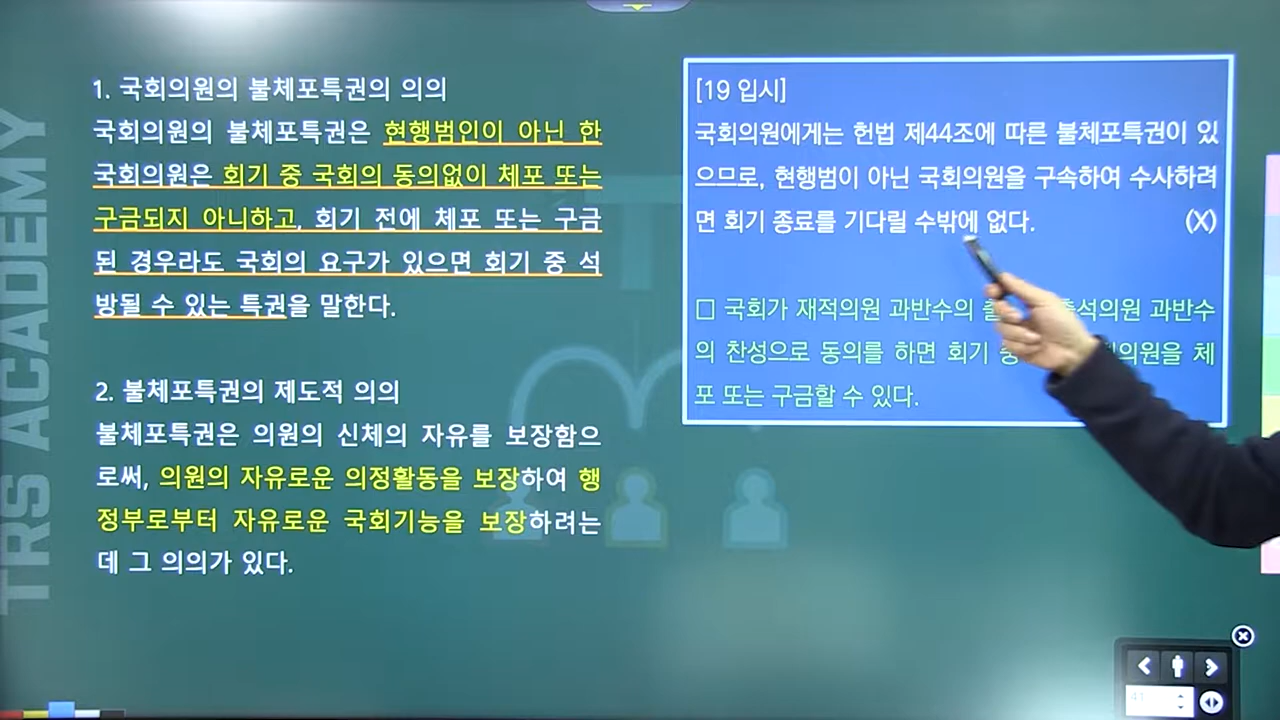 TRS ACADEMY
1. 국회의원의 불체포특권의 의의
국회의원의 불체포특권은 현행범인이 아닌 한
국회의원은 회기 중 국회의 동의없이 체포 또는
구금되지 아니하고, 회기 전에 체포 또는 구금
된 경우라도 국회의 요구가 있으면 회기 중 석
방될 수 있는 특권을 말한다.
2. 불체포특권의 제도적 의의
불체포특권은 의원의 신체의 자유를 보장함으
로써, 의원의 자유로운 의정활동을 보장하여 행
정부로부터 자유로운 국회기능을 보장하려는
데 그 의의가 있다.
[19 입시]
국회의원에게는 헌법 제44조에 따른 불체포특권이 있
으므로, 현행범이 아닌 국회의원을 구속하여 수사하려
면 회기 종료를 기다릴 수밖에 없다. (X)
□ 국회가 재적의원 과반수의 출석의원 과반수
의 찬성으로 동의를 하면 회기 체
포 또는 구금할 수 있다.